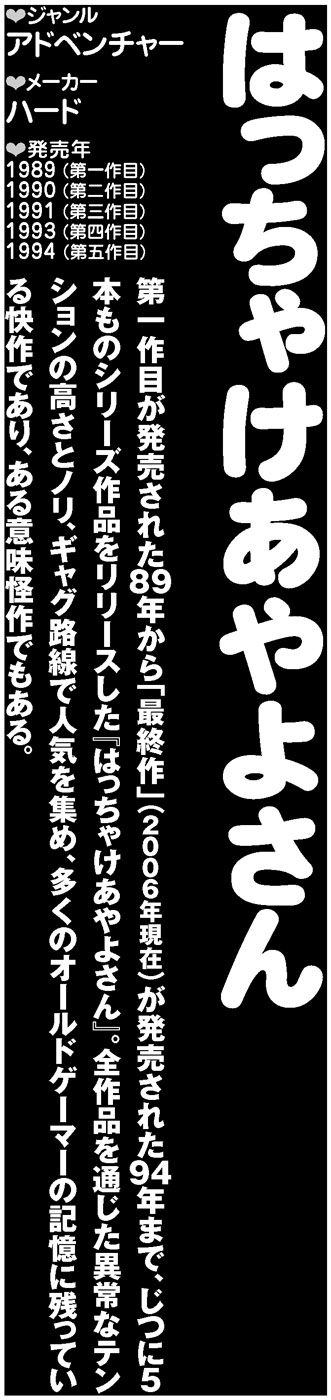 はっちゃけあやよさん
❤ジャンル
アドベンチャー
❤メーカー
ハード
❤発売年
1989（第一作目）
1990（第二作目）
1991（第三作目）
1993（第四作目）
1994（第五作目）
第一作目が発売された89年から「最終作」（2006年現在）が発売された94年まで、じつに5
本ものシリーズ作品をリリースした『はっちゃけあやよさん』。全作品を通じた異常なテン
ションの高さとノリ、ギャグ路線で人気を集め、多くのオールドゲーマーの記憶に残ってい
る快作であり、ある意味怪作でもある。